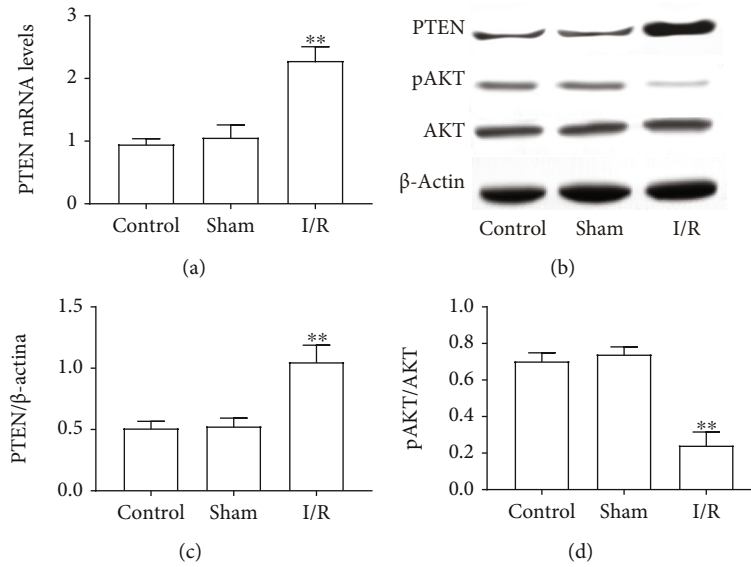 PTEN mRNA levels
3
2
1
0
**
Control Sham I/R
(a)
PTEN
pAKT
AKT
β-Actin
Control Sham I/R
(b)
PTEN/β-actina
1.5
1.0
0.5
0.0
**
Control Sham I/R
(c)
pAKT/AKT
1.0
0.8
0.6
0.4
0.2
0.0
**
Control Sham I/R
(d)